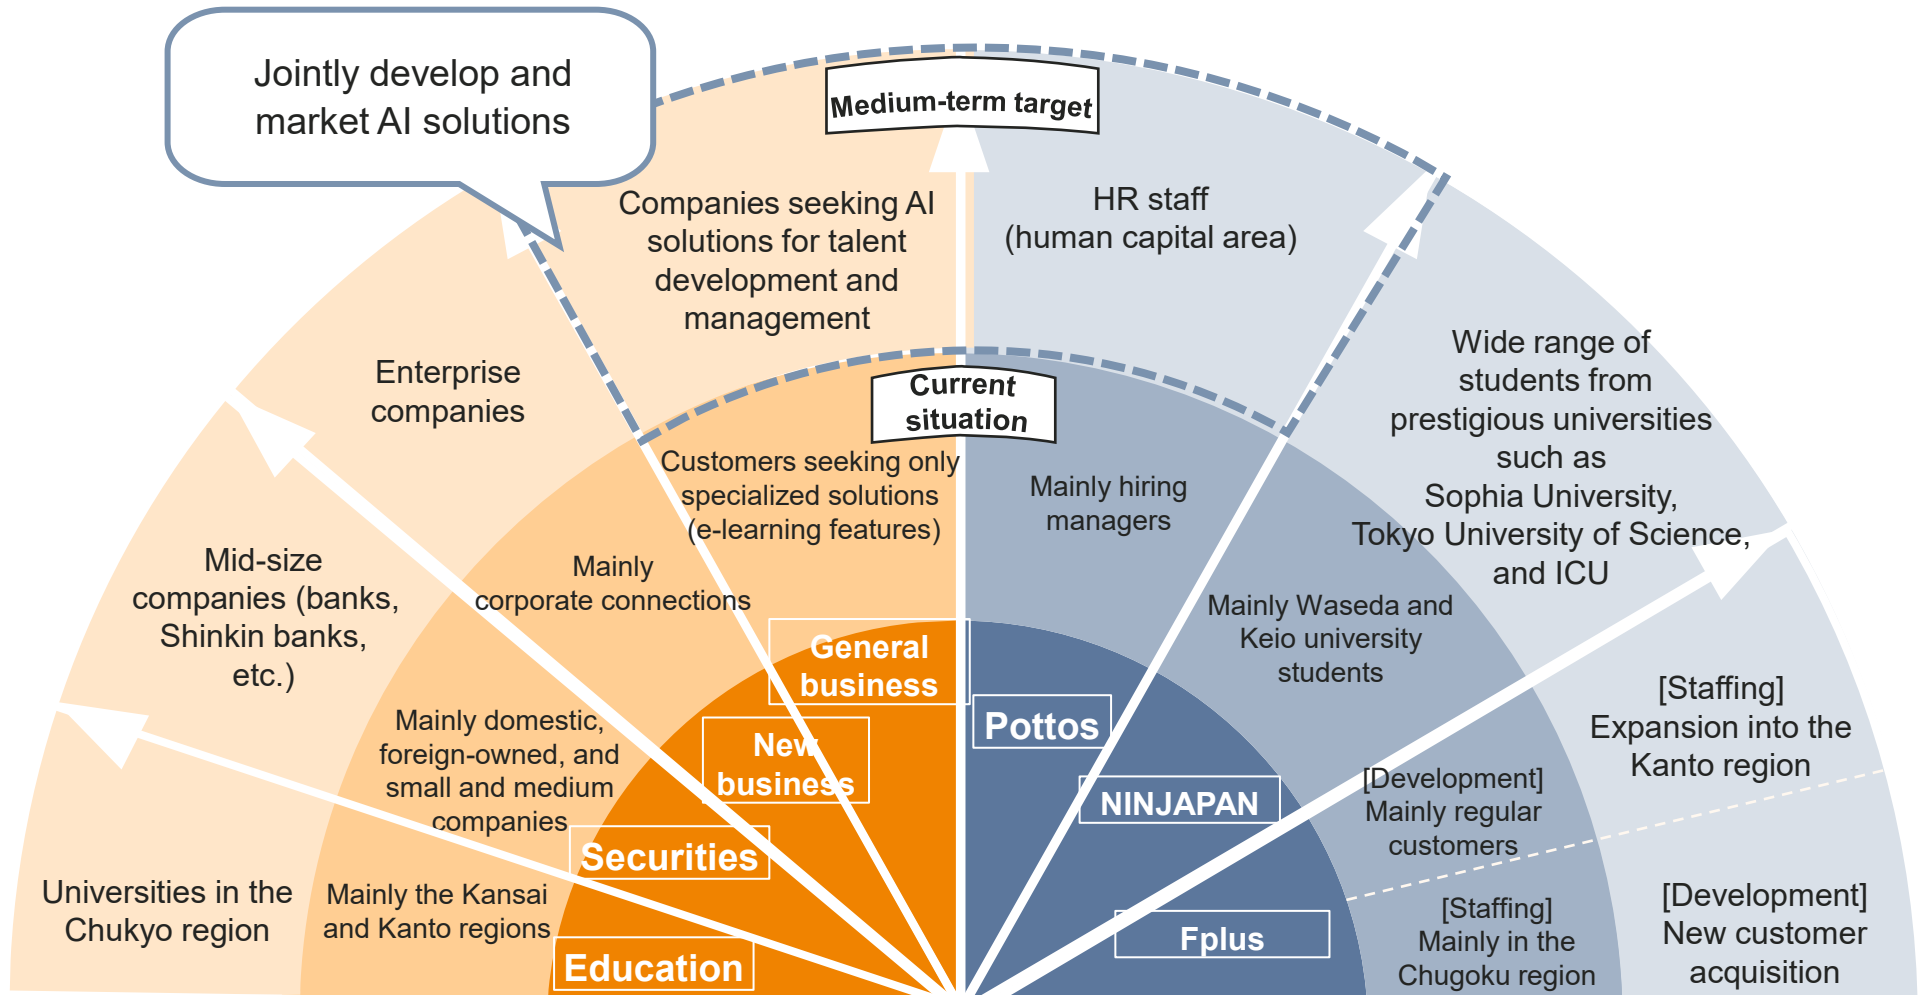 Jointly develop and
market AI solutions
Medium-term target
Companies seeking AI
solutions for talent
development and
management
HR staff
(human capital area)
Enterprise
companies
Wide range of
students from
prestigious universities
such as
Sophia University,
Tokyo University of Science,
and ICU
Mid-size
companies (banks,
Shinkin banks,
etc.)
[Staffing]
Expansion into the
Kanto region
Universities in the
Chukyo region
[Development]
New customer
acquisition
Current
situation
Customers seeking only
specialized solutions
(e-learning features)
Mainly hiring
managers
Mainly
corporate connections
Mainly Waseda and
Keio university
students
Mainly domestic,
foreign-owned, and
small and medium
companies
[Development]
Mainly regular
customers
Mainly the Kansai
and Kanto regions
[Staffing]
Mainly in the
Chugoku region
General
business
Pottos
New
business
NINJAPAN
Securities
Fplus
Education